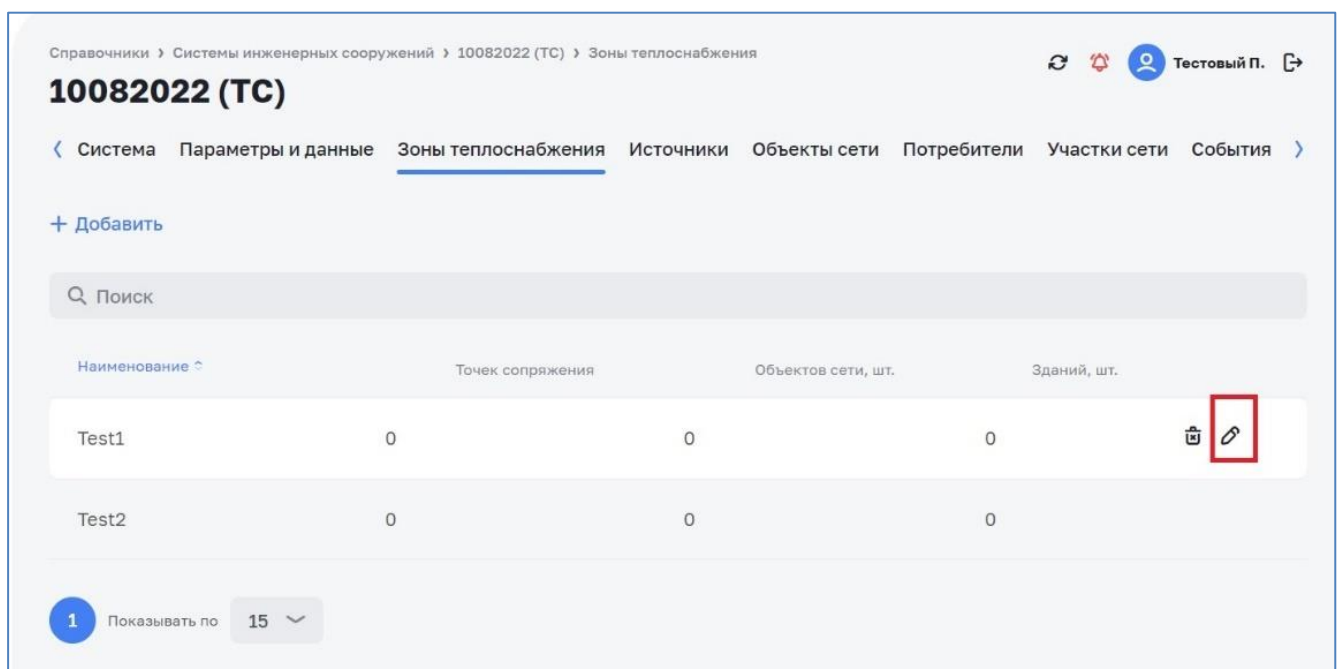 Справочники › Системы инженерных сооружений › 10082022 (ТС) › Зоны теплоснабжения
Тестовый П.
10082022 (ТС)
Система Параметры и данные Зоны теплоснабжения Источники Объекты сети Потребители Участки сети События
+ Добавить
Поиск
Наименование Точек сопряжения Объектов сети, шт. Зданий, шт.
Test1 0 0 0
Test2 0 0 0
1 Показывать по 15